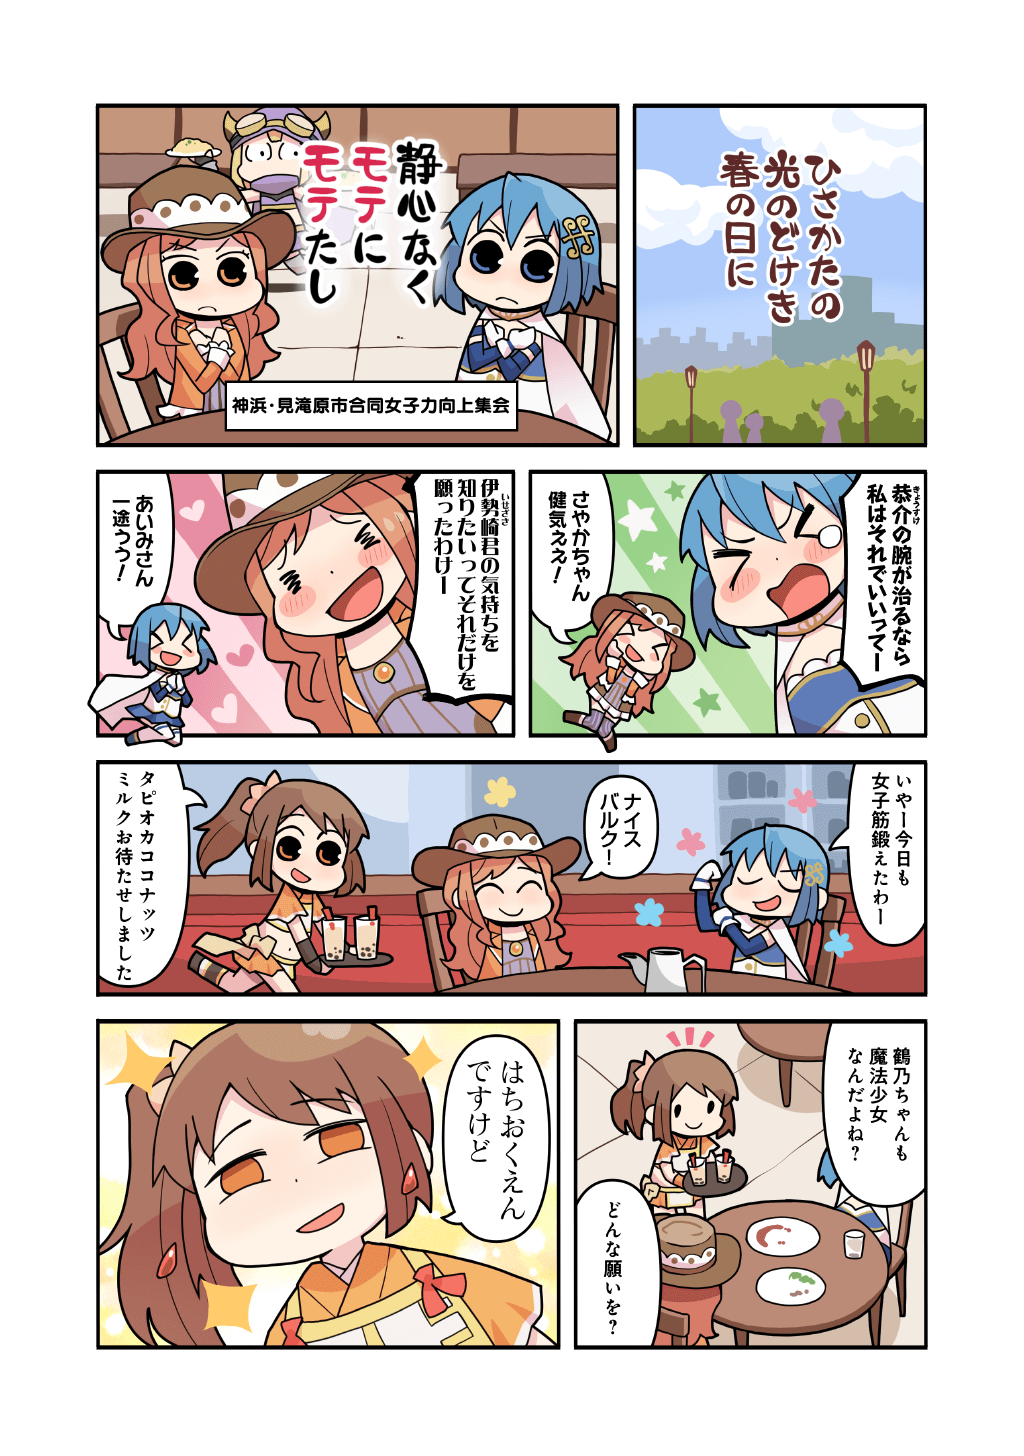 ひさかたの
光のどけき
春の日に
静心なく
モテに
モテたし
神浜・見滝原市合同女子力向上集会
恭介の腕が治るなら
きょうすけ
私はそれでいいってー
さやかちゃん
健気ええ!
伊勢崎君の気持ちを
いせざき
知りたいってそれだけを
願ったわけー
あいみさん
一途うう!
いやー今日も
女子筋鍛えたわー
ナイス
バルク!
タピオカココナッツ
ミルクお待たせしました
鶴乃ちゃんも
魔法少女
なんだよね?
どんな願いを?
はちおくえん
ですけど